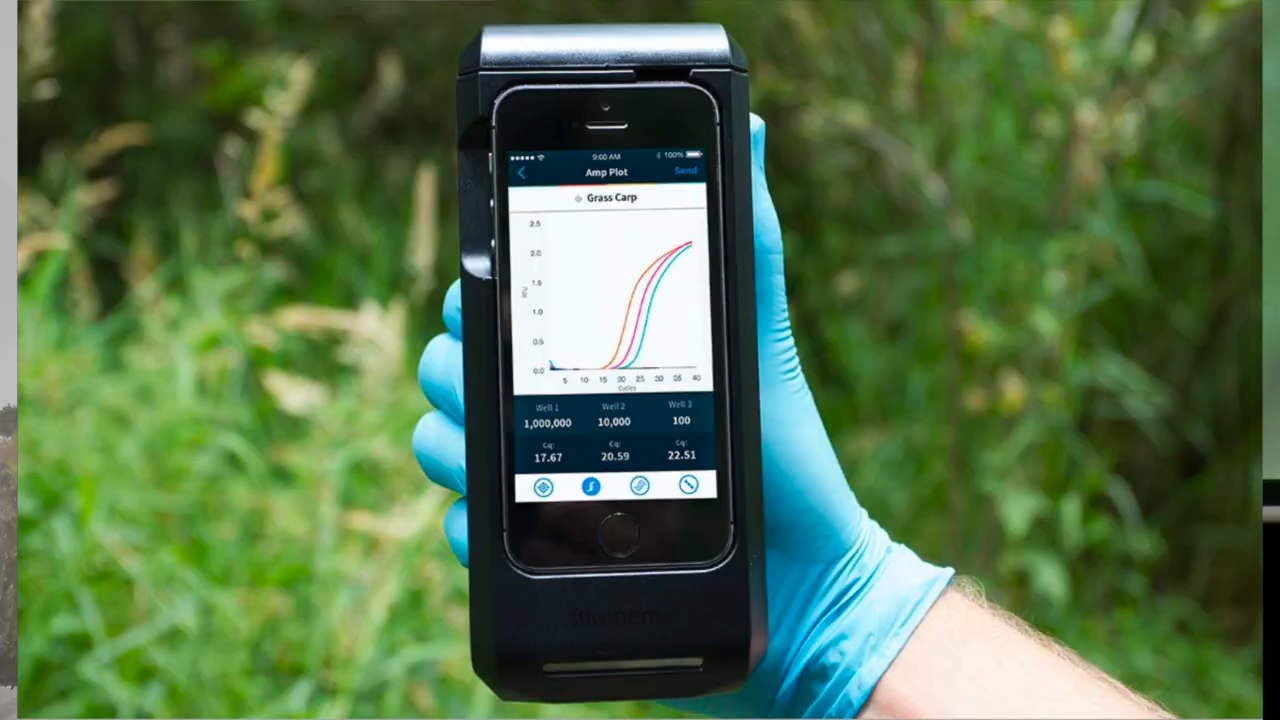 9:00 AM 100%
Amp Plot Send
Grass Carp
2.5
2.0
1.5
1.0
0.5
0.0
5 10 15 20 25 30 35 40
Cycles
Well 1 Well 2 Well 3
1,000,000 10,000 100
Cq: Cq: Cq:
17.67 20.59 22.51